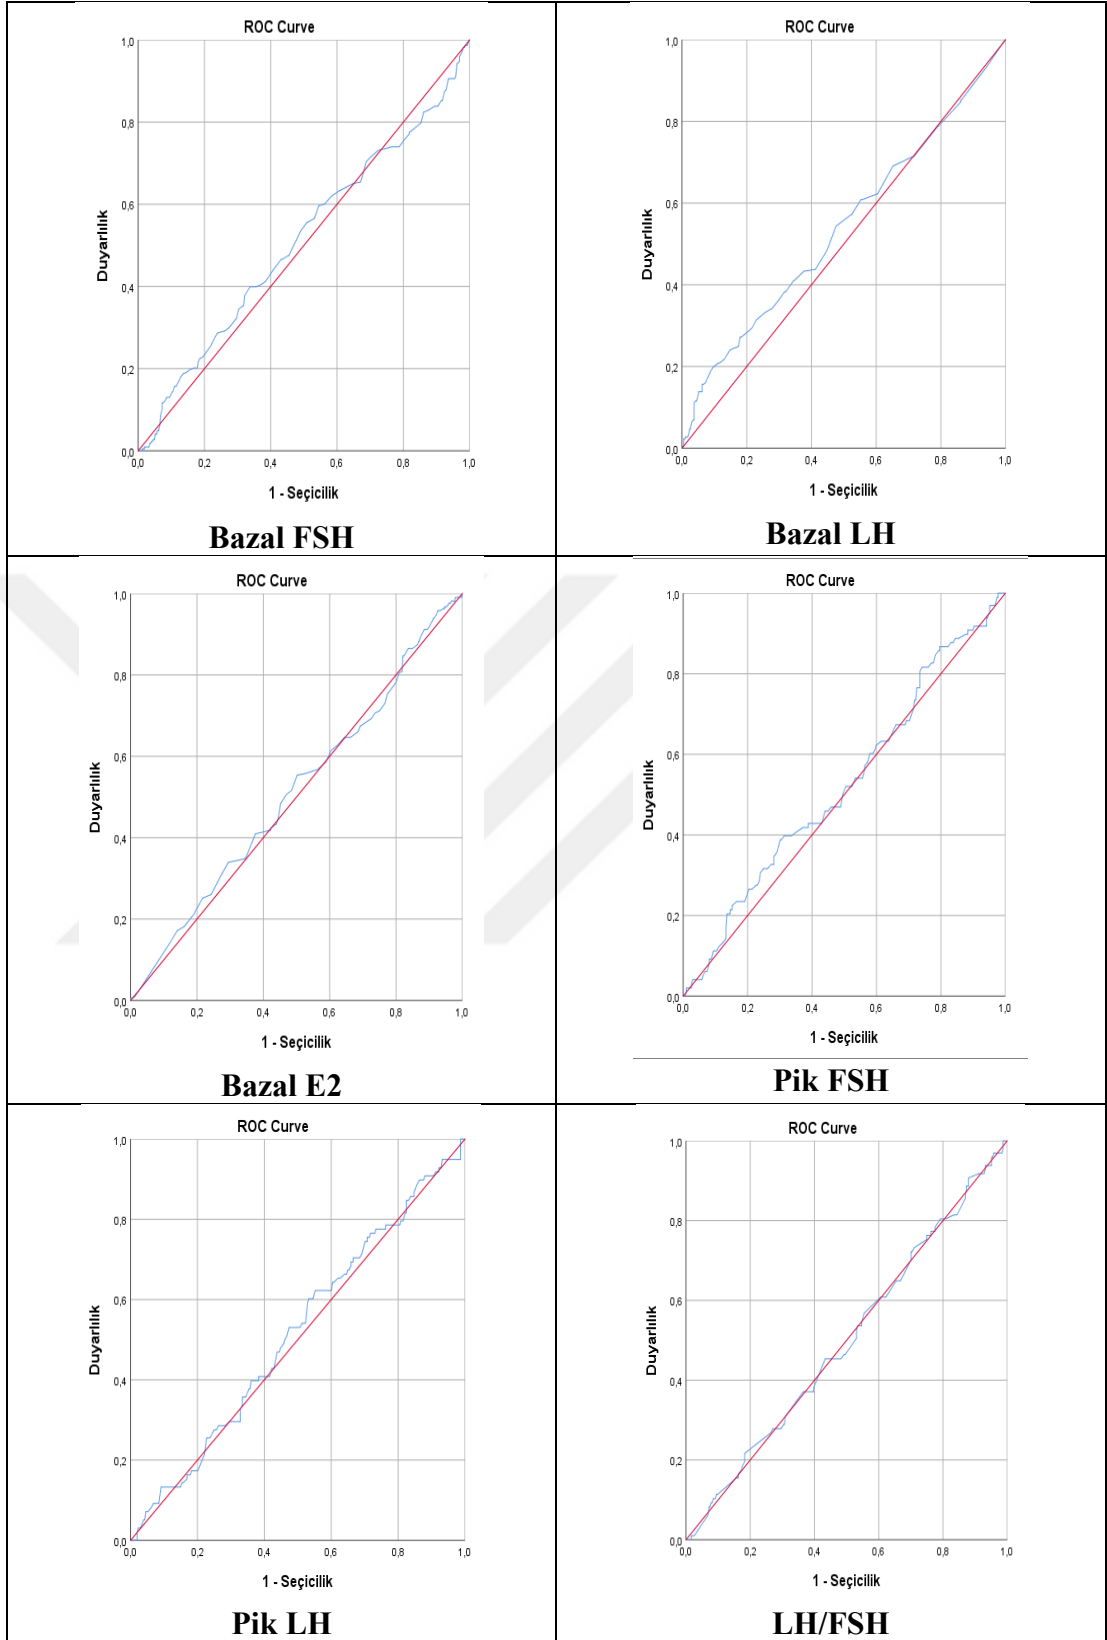 ROC Curve
1,0
0,8
0,6
0,4
0,2
0,0
Duyarlılık
0,0 0,2 0,4 0,6 0,8 1,0
1 - Seçicilik
Bazal FSH
ROC Curve
1,0
0,8
0,6
0,4
0,2
0,0
Duyarlılık
0,0 0,2 0,4 0,6 0,8 1,0
1 - Seçicilik
Bazal LH
ROC Curve
1,0
0,8
0,6
0,4
0,2
0,0
Duyarlılık
0,0 0,2 0,4 0,6 0,8 1,0
1 - Seçicilik
Bazal E2
ROC Curve
1,0
0,8
0,6
0,4
0,2
0,0
Duyarlılık
0,0 0,2 0,4 0,6 0,8 1,0
1 - Seçicilik
Pik FSH
ROC Curve
1,0
0,8
0,6
0,4
0,2
0,0
Duyarlılık
0,0 0,2 0,4 0,6 0,8 1,0
1 - Seçicilik
Pik LH
ROC Curve
1,0
0,8
0,6
0,4
0,2
0,0
Duyarlılık
0,0 0,2 0,4 0,6 0,8 1,0
1 - Seçicilik
LH/FSH